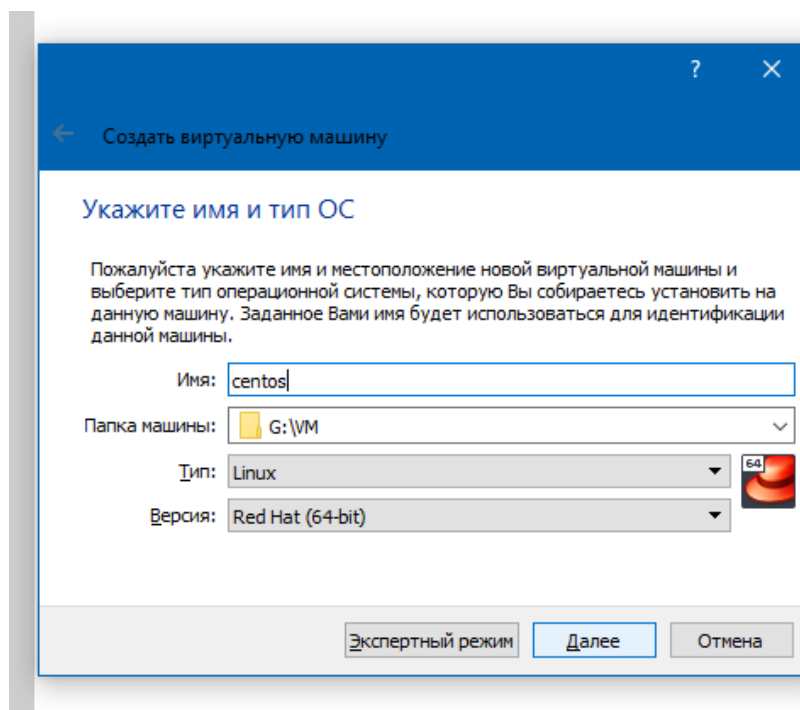 ?
Создать виртуальную машину
Укажите имя и тип ОС
Пожалуйста укажите имя и местоположение новой виртуальной машины и
выберите тип операционной системы, которую Вы собираетесь установить на
данную машину. Заданное Вами имя будет использоваться для идентификации
данной машины.
Имя: centos
Папка машины: G:\VM
Тип: Linux
64
Версия: Red Hat (64-bit)
Экспертный режим Далее Отмена